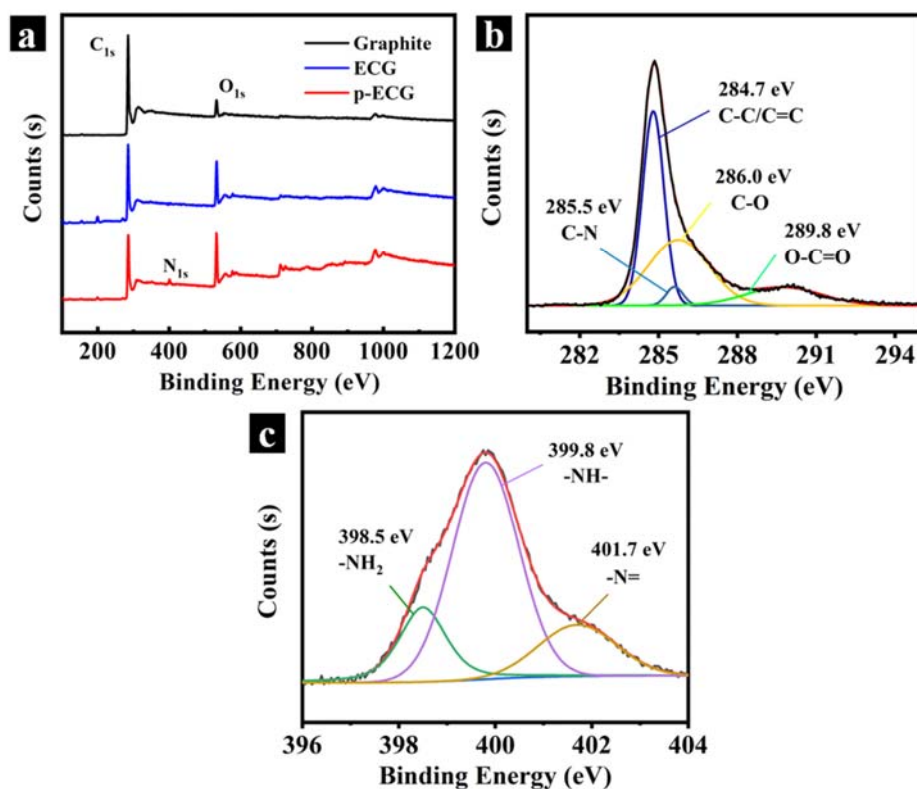 a
C1s
O1s
N1s
Graphite
ECG
p-ECG
Counts (s)
200 400 600 800 1000 1200
Binding Energy (eV)
b
284.7 eV
C-C/C=C
286.0 eV
C-O
285.5 eV
C-N
289.8 eV
O-C=O
Counts (s)
282 285 288 291 294
Binding Energy (eV)
c
399.8 eV
-NH-
398.5 eV
-NH2
401.7 eV
-N=
Counts (s)
396 398 400 402 404
Binding Energy (eV)